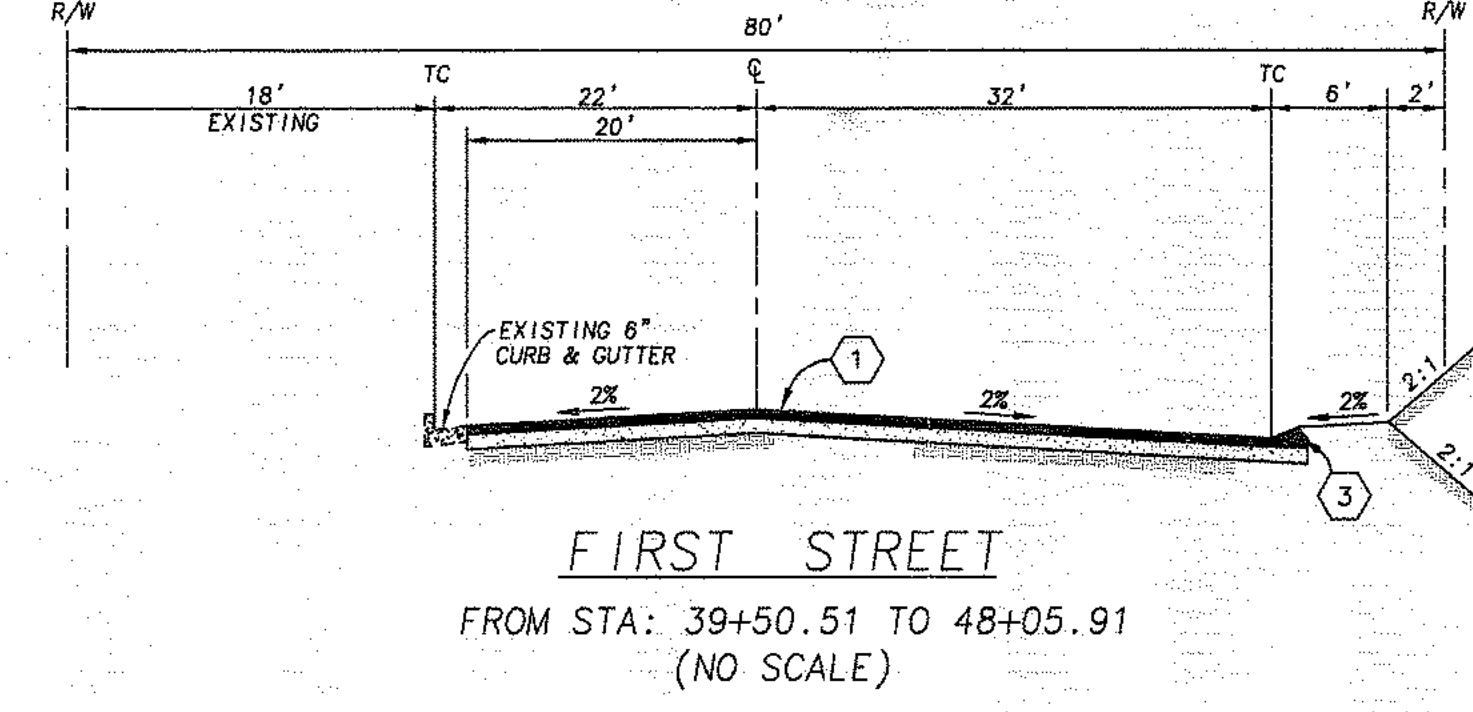 R/W
R/W
80'
TC
℄
TC
18'
22'
32'
6'
2'
EXISTING
20'
EXISTING 6"
CURB & GUTTER
1
2%
2%
2%
2:1
2:1
3
FIRST STREET
FROM STA: 39+50.51 TO 48+05.91
(NO SCALE)